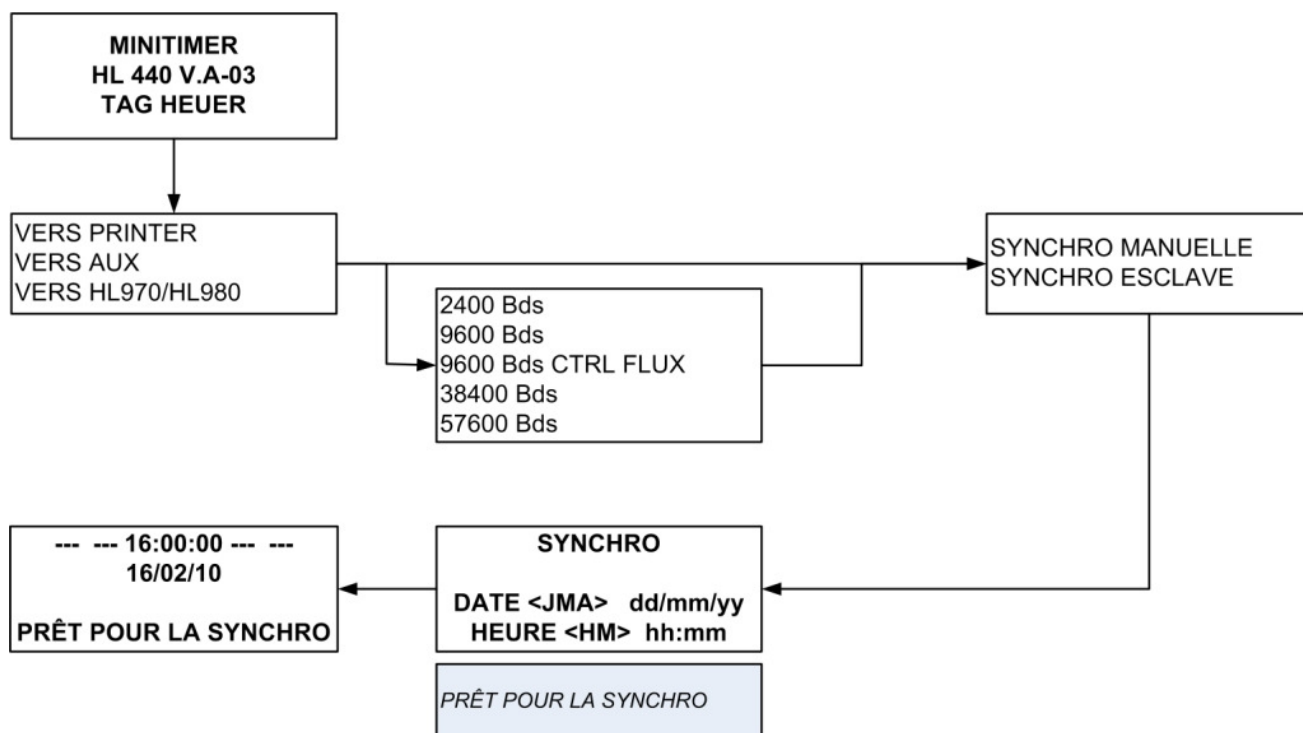 MINITIMER
HL 440 V.A-03
TAG HEUER
VERS PRINTER
VERS AUX
VERS HL970/HL980
2400 Bds
9600 Bds
9600 Bds CTRL FLUX
38400 Bds
57600 Bds
SYNCHRO MANUELLE
SYNCHRO ESCLAVE
--- --- 16:00:00 --- ---
16/02/10
PRÊT POUR LA SYNCHRO
SYNCHRO
DATE <JMA> dd/mm/yy
HEURE <HM> hh:mm
PRÊT POUR LA SYNCHRO